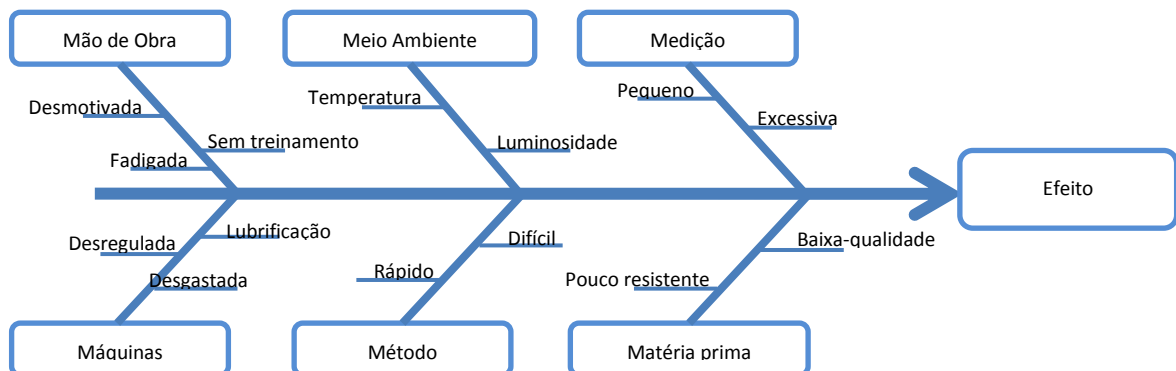 Mão de Obra
Meio Ambiente
Medição
Desmotivada
Temperatura
Pequeno
Excessiva
Sem treinamento
Luminosidade
Fadigada
Efeito
Lubrificação
Difícil
Baixa-qualidade
Desregulada
Rápido
Pouco resistente
Desgastada
Máquinas
Método
Matéria prima